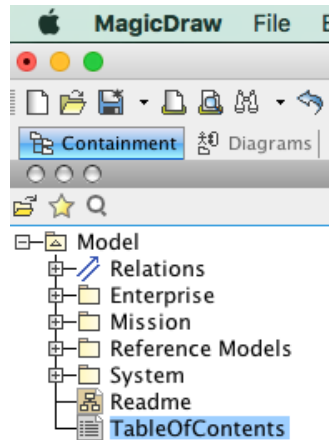 MagicDraw File
Containment Diagrams
Model
Relations
Enterprise
Mission
Reference Models
System
Readme
TableOfContents